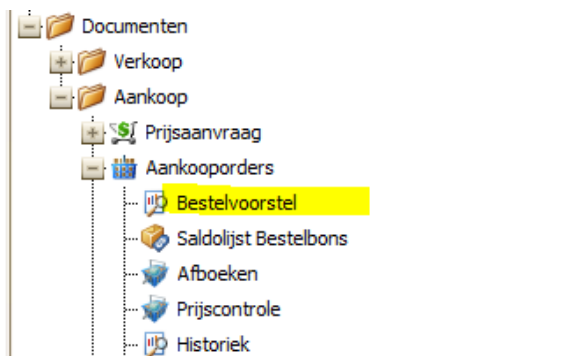 Documenten
Verkoop
Aankoop
Prijsaanvraag
Aankooporders
Bestelvoorstel
Saldolijst Bestelbons
Afboeken
Prijscontrole
Historiek